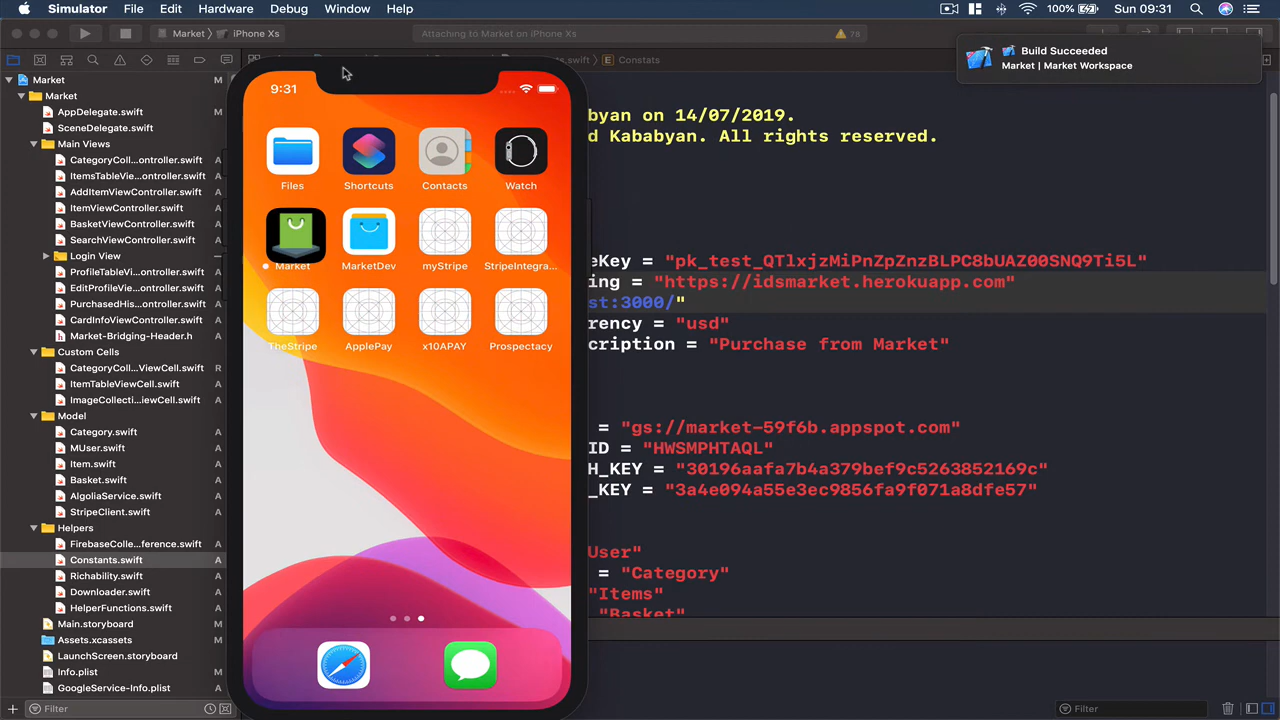 Simulator File Edit Hardware Debug Window Help 100% Sun 09:31
Market iPhone Xs Attaching to Market on iPhone Xs 78
Build Succeeded
Market | Market Workspace
.swift Constats
Market
Market
AppDelegate.swift M
SceneDelegate.swift
Main Views
CategoryColl...ontroller.swift A
ItemsTableVie...ontroller.swift A
AddItemViewController.swift A
ItemViewController.swift A
BasketViewController.swift A
SearchViewController.swift A
Login View
ProfileTableVi...ontroller.swift A
EditProfileVie...ontroller.swift A
PurchasedHis...ontroller.swift A
CardInfoViewController.swift A
Market-Bridging-Header.h A
Custom Cells
CategoryColl...ViewCell.swift R
ItemTableViewCell.swift A
ImageCollecti...iewCell.swift A
Model
Category.swift A
MUser.swift A
Item.swift A
Basket.swift A
AlgoliaService.swift A
StripeClient.swift A
Helpers
FirebaseColle...ference.swift A
Constants.swift A
Richability.swift A
Downloader.swift A
HelperFunctions.swift A
Main.storyboard M
Assets.xcassets M
LaunchScreen.storyboard
Info.plist M
GoogleService-Info.plist A
Filter
9:31
Files Shortcuts Contacts Watch
Market MarketDev myStripe StripeIntegra...
TheStripe ApplePay x10APAY Prospectacy
byan on 14/07/2019.
d Kababyan. All rights reserved.
eKey = "pk_test_QTlxjzMiPnZpZnzBLPC8bUAZ00SNQ9Ti5L"
ing = "https://idsmarket.herokuapp.com"
st:3000/"
rency = "usd"
cription = "Purchase from Market"
= "gs://market-59f6b.appspot.com"
ID = "HWSMPHTAQL"
H_KEY = "30196aafa7b4a379bef9c5263852169c"
_KEY = "3a4e094a55e3ec9856fa9f071a8dfe57"
User"
= "Category"
"Items"
"Basket"
Filter